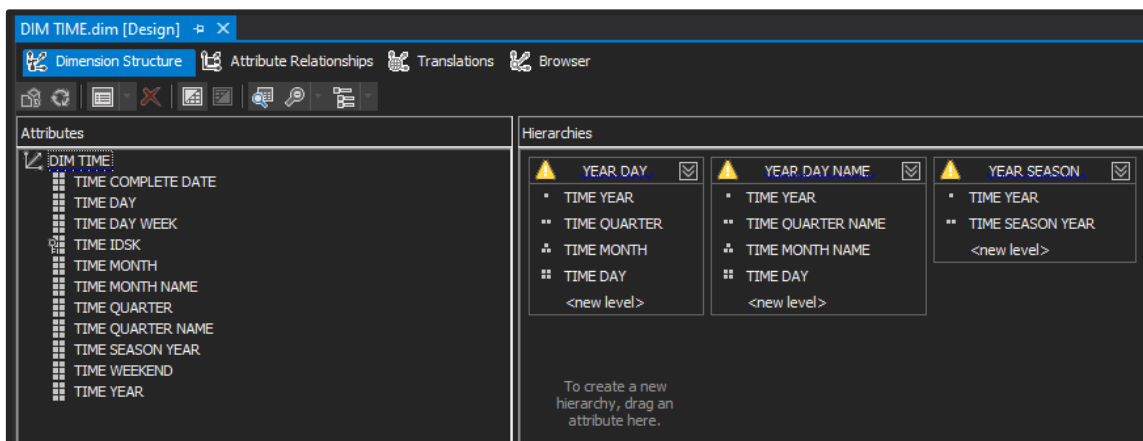 DIM TIME.dim [Design]
Dimension Structure Attribute Relationships Translations Browser
Attributes
DIM TIME
TIME COMPLETE DATE
TIME DAY
TIME DAY WEEK
TIME IDSK
TIME MONTH
TIME MONTH NAME
TIME QUARTER
TIME QUARTER NAME
TIME SEASON YEAR
TIME WEEKEND
TIME YEAR
Hierarchies
YEAR DAY
TIME YEAR
TIME QUARTER
TIME MONTH
TIME DAY
<new level>
YEAR DAY NAME
TIME YEAR
TIME QUARTER NAME
TIME MONTH NAME
TIME DAY
<new level>
YEAR SEASON
TIME YEAR
TIME SEASON YEAR
<new level>
To create a new
hierarchy, drag an
attribute here.